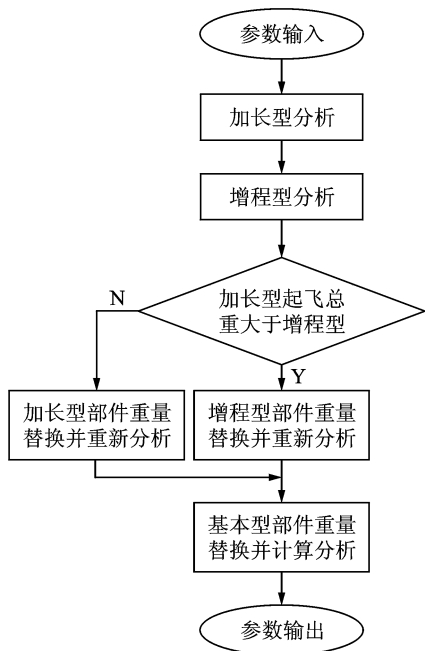 参数输入
加长型分析
增程型分析
加长型起飞总
重大于增程型
N
Y
加长型部件重量
替换并重新分析
增程型部件重量
替换并重新分析
基本型部件重量
替换并计算分析
参数输出